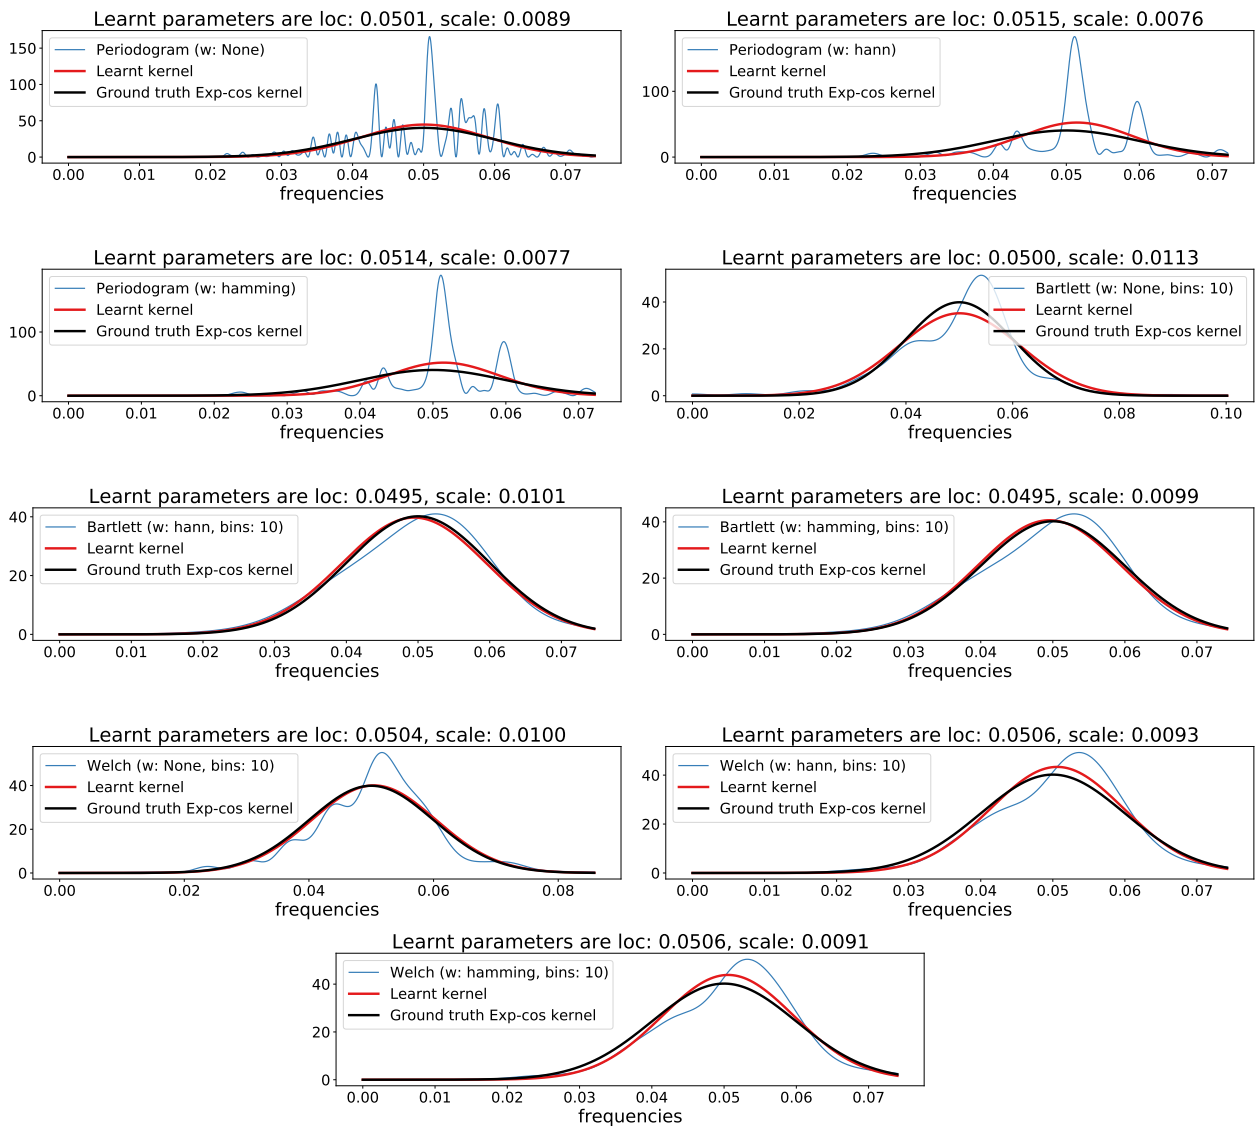 Learnt parameters are loc: 0.0501, scale: 0.0089
150
100
50
0
Periodogram (w: None)
Learnt kernel
Ground truth Exp-cos kernel
0.00 0.01 0.02 0.03 0.04 0.05 0.06 0.07
frequencies
Learnt parameters are loc: 0.0515, scale: 0.0076
100
0
Periodogram (w: hann)
Learnt kernel
Ground truth Exp-cos kernel
0.00 0.01 0.02 0.03 0.04 0.05 0.06 0.07
frequencies
Learnt parameters are loc: 0.0514, scale: 0.0077
100
0
Periodogram (w: hamming)
Learnt kernel
Ground truth Exp-cos kernel
0.00 0.01 0.02 0.03 0.04 0.05 0.06 0.07
frequencies
Learnt parameters are loc: 0.0500, scale: 0.0113
40
20
0
Bartlett (w: None, bins: 10)
Learnt kernel
Ground truth Exp-cos kernel
0.00 0.02 0.04 0.06 0.08 0.10
frequencies
Learnt parameters are loc: 0.0495, scale: 0.0101
40
20
0
Bartlett (w: hann, bins: 10)
Learnt kernel
Ground truth Exp-cos kernel
0.00 0.01 0.02 0.03 0.04 0.05 0.06 0.07
frequencies
Learnt parameters are loc: 0.0495, scale: 0.0099
40
20
0
Bartlett (w: hamming, bins: 10)
Learnt kernel
Ground truth Exp-cos kernel
0.00 0.01 0.02 0.03 0.04 0.05 0.06 0.07
frequencies
Learnt parameters are loc: 0.0504, scale: 0.0100
40
20
0
Welch (w: None, bins: 10)
Learnt kernel
Ground truth Exp-cos kernel
0.00 0.02 0.04 0.06 0.08
frequencies
Learnt parameters are loc: 0.0506, scale: 0.0093
40
20
0
Welch (w: hann, bins: 10)
Learnt kernel
Ground truth Exp-cos kernel
0.00 0.01 0.02 0.03 0.04 0.05 0.06 0.07
frequencies
Learnt parameters are loc: 0.0506, scale: 0.0091
40
20
0
Welch (w: hamming, bins: 10)
Learnt kernel
Ground truth Exp-cos kernel
0.00 0.01 0.02 0.03 0.04 0.05 0.06 0.07
frequencies